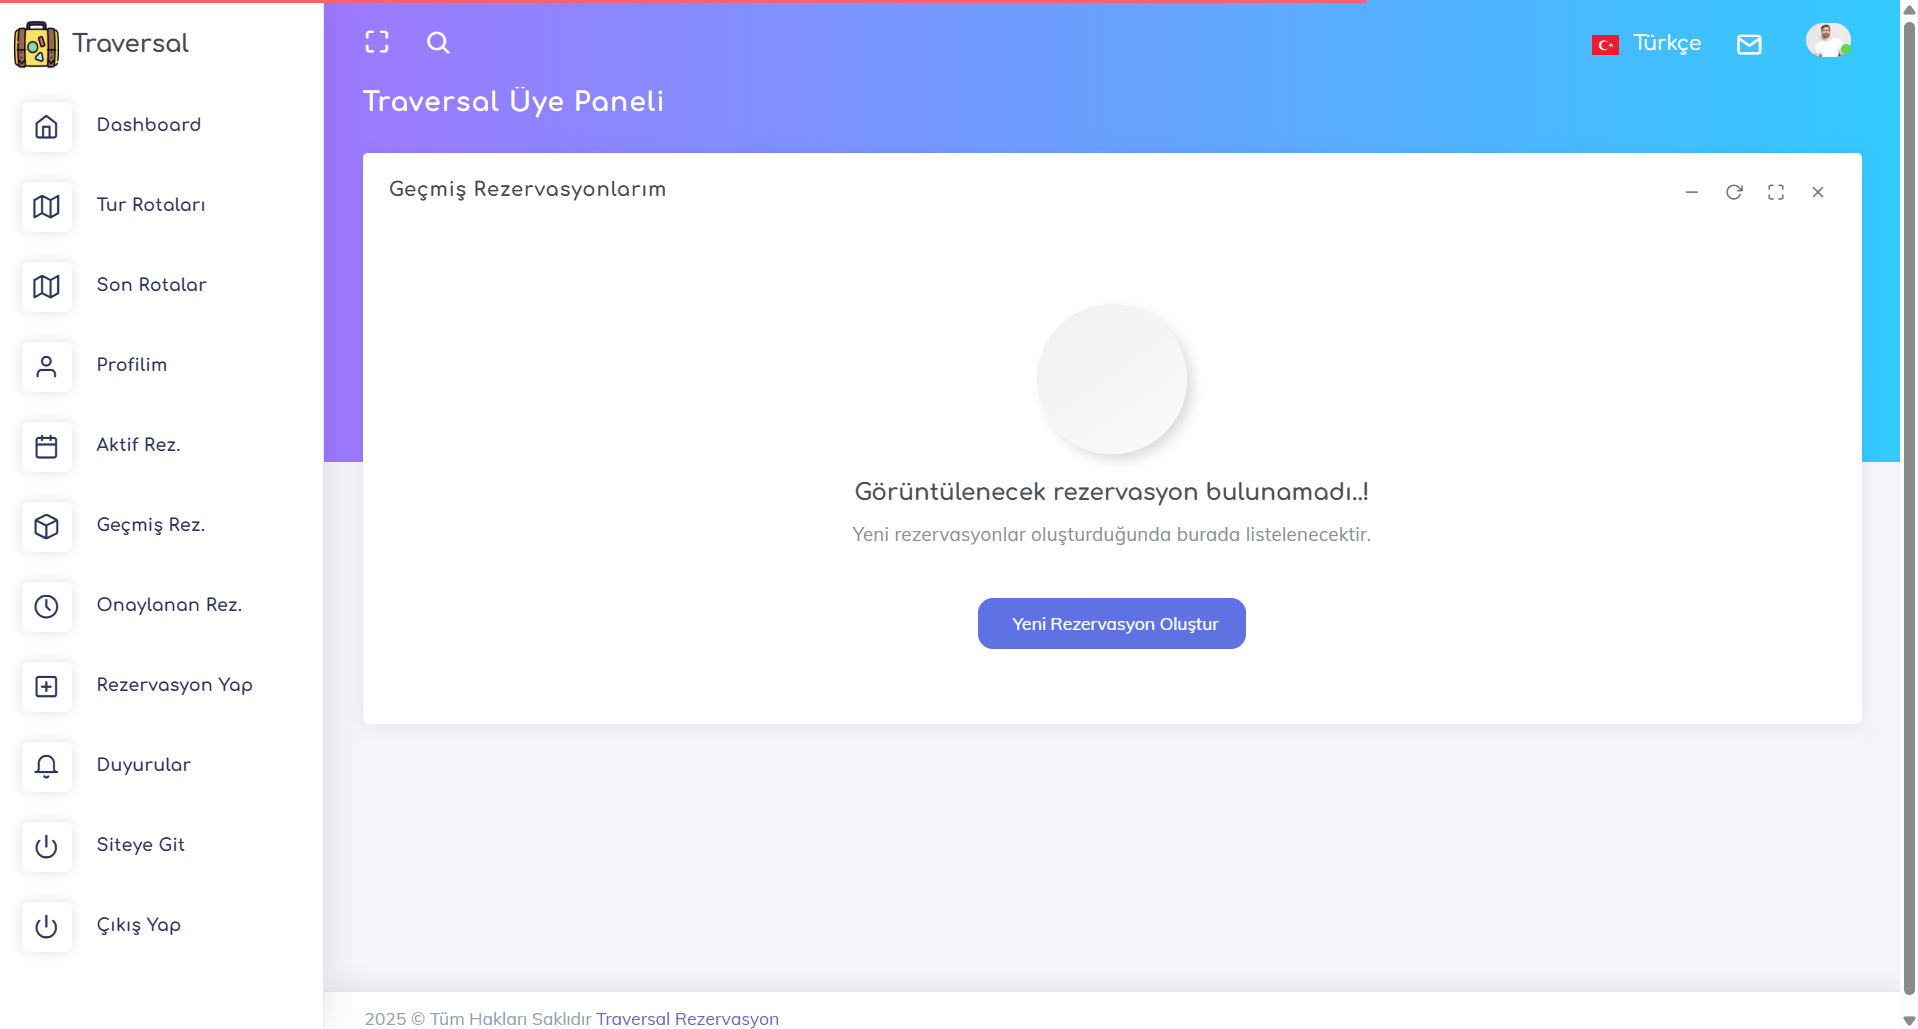 Traversal
Dashboard
Tur Rotaları
Son Rotalar
Profilim
Aktif Rez.
Geçmiş Rez.
Onaylanan Rez.
Rezervasyon Yap
Duyurular
Siteye Git
Çıkış Yap
Türkçe
Traversal Üye Paneli
Geçmiş Rezervasyonlarım
Görüntülenecek rezervasyon bulunamadı..!
Yeni rezervasyonlar oluşturduğunda burada listelenecektir.
Yeni Rezervasyon Oluştur
2025 © Tüm Hakları Saklıdır Traversal Rezervasyon